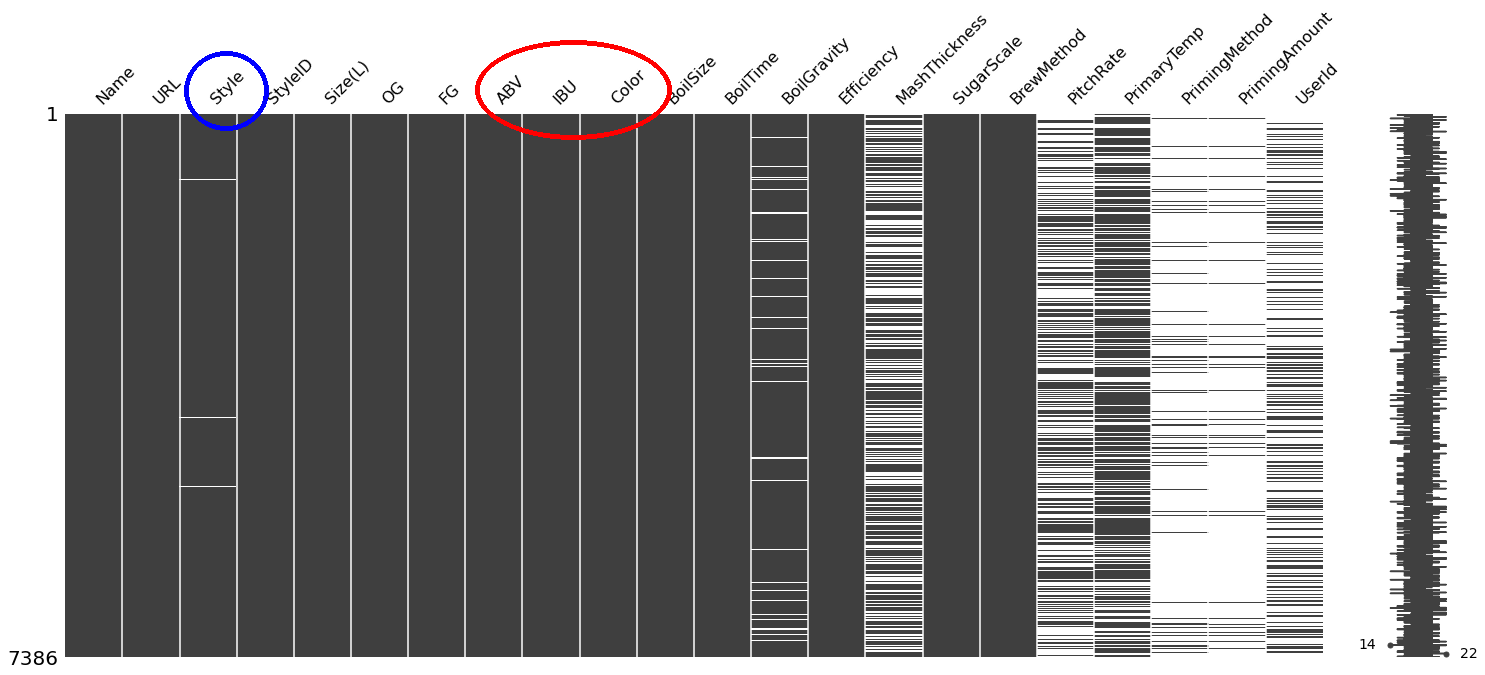 Name
URL
Style
StyleID
Size(L)
OG
FG
ABV
IBU
Color
BoilSize
BoilTime
BoilGravity
Efficiency
MashThickness
SugarScale
BrewMethod
PitchRate
PrimaryTemp
PrimingMethod
PrimingAmount
UserId
1
14
22
7386